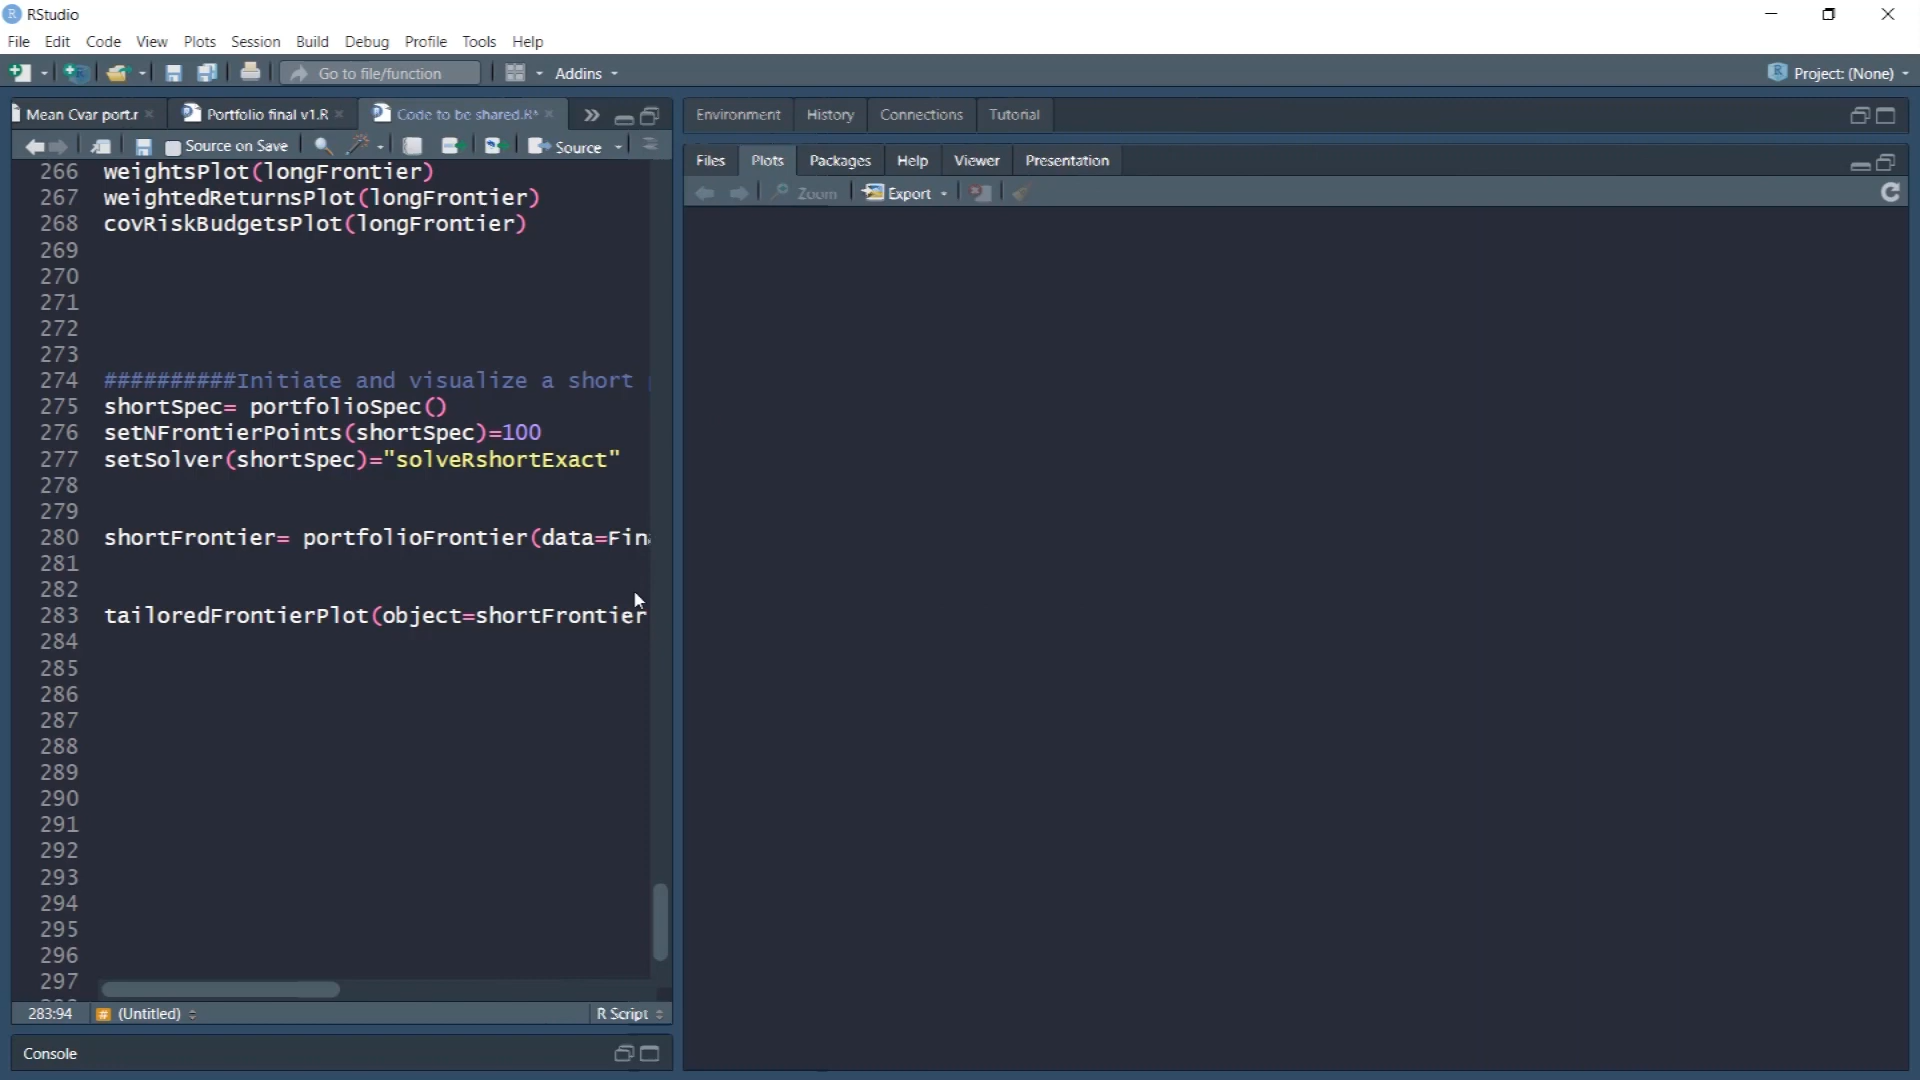 RStudio
File Edit Code View Plots Session Build Debug Profile Tools Help
Go to file/function Addins Project: (None)
Mean Cvar port.r Portfolio final v1.R Code to be shared.R*
Source on Save Source
266 weightsPlot(longFrontier)
267 weightedReturnsPlot(longFrontier)
268 covRiskBudgetsPlot(longFrontier)
269
270
271
272
273
274 ##########Initiate and visualize a short
275 shortSpec= portfolioSpec()
276 setNFrontierPoints(shortSpec)=100
277 setSolver(shortSpec)="solveRshortExact"
278
279
280 shortFrontier= portfolioFrontier(data=Fin
281
282
283 tailoredFrontierPlot(object=shortFrontier
284
285
286
287
288
289
290
291
292
293
294
295
296
297
283:94 # (Untitled) R Script
Console
Environment History Connections Tutorial
Files Plots Packages Help Viewer Presentation
Zoom Export